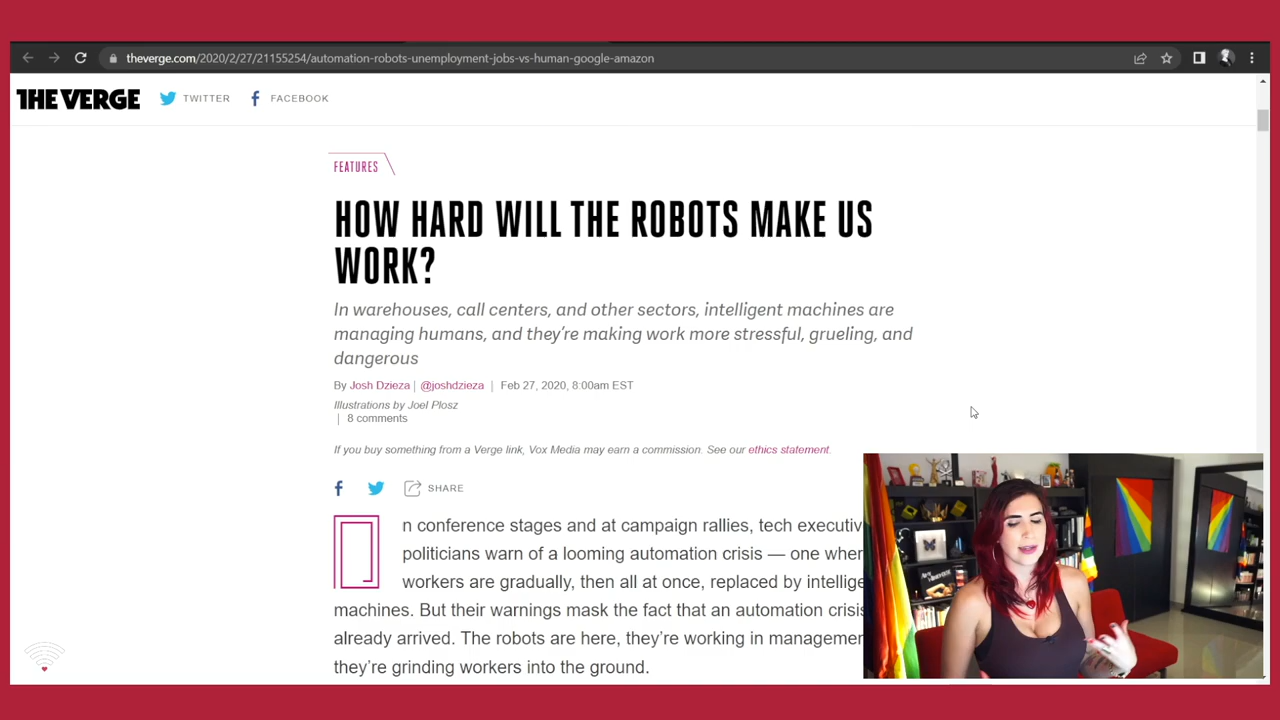 theverge.com/2020/2/27/21155254/automation-robots-unemployment-jobs-vs-human-google-amazon
THE VERGE TWITTER FACEBOOK
FEATURES
HOW HARD WILL THE ROBOTS MAKE US
WORK?
In warehouses, call centers, and other sectors, intelligent machines are
managing humans, and they're making work more stressful, grueling, and
dangerous
By Josh Dzieza | @joshdzieza | Feb 27, 2020, 8:00am EST
Illustrations by Joel Plosz
| 8 comments
If you buy something from a Verge link, Vox Media may earn a commission. See our ethics statement.
SHARE
O
n conference stages and at campaign rallies, tech executiv
politicians warn of a looming automation crisis — one wher
workers are gradually, then all at once, replaced by intellige
machines. But their warnings mask the fact that an automation crisis
already arrived. The robots are here, they're working in managemen
they're grinding workers into the ground.